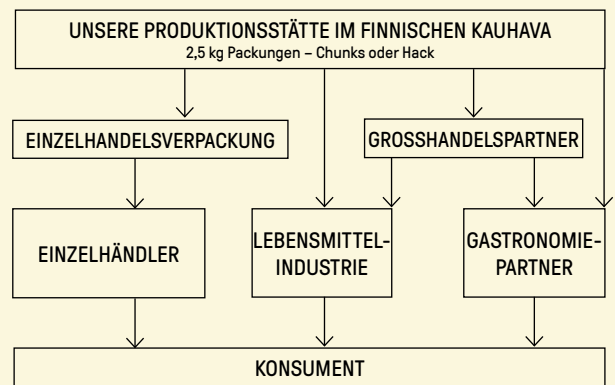 UNSERE PRODUKTIONSSTÄTTE IM FINNISCHEN KAUHAVA
2,5 kg Packungen – Chunks oder Hack
EINZELHANDELSVERPACKUNG
GROSSHANDELSPARTNER
EINZELHÄNDLER
LEBENSMITTEL-
INDUSTRIE
GASTRONOMIE-
PARTNER
KONSUMENT